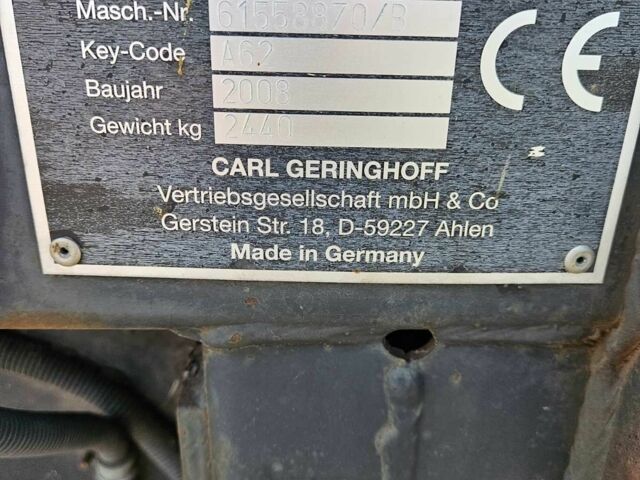 Masch.-Nr. 61558870/B
Key-Code A62
Baujahr 2008
Gewicht kg 2440
CE
CARL GERINGHOFF
Vertriebsgesellschaft mbH & Co
Gerstein Str. 18, D-59227 Ahlen
Made in Germany